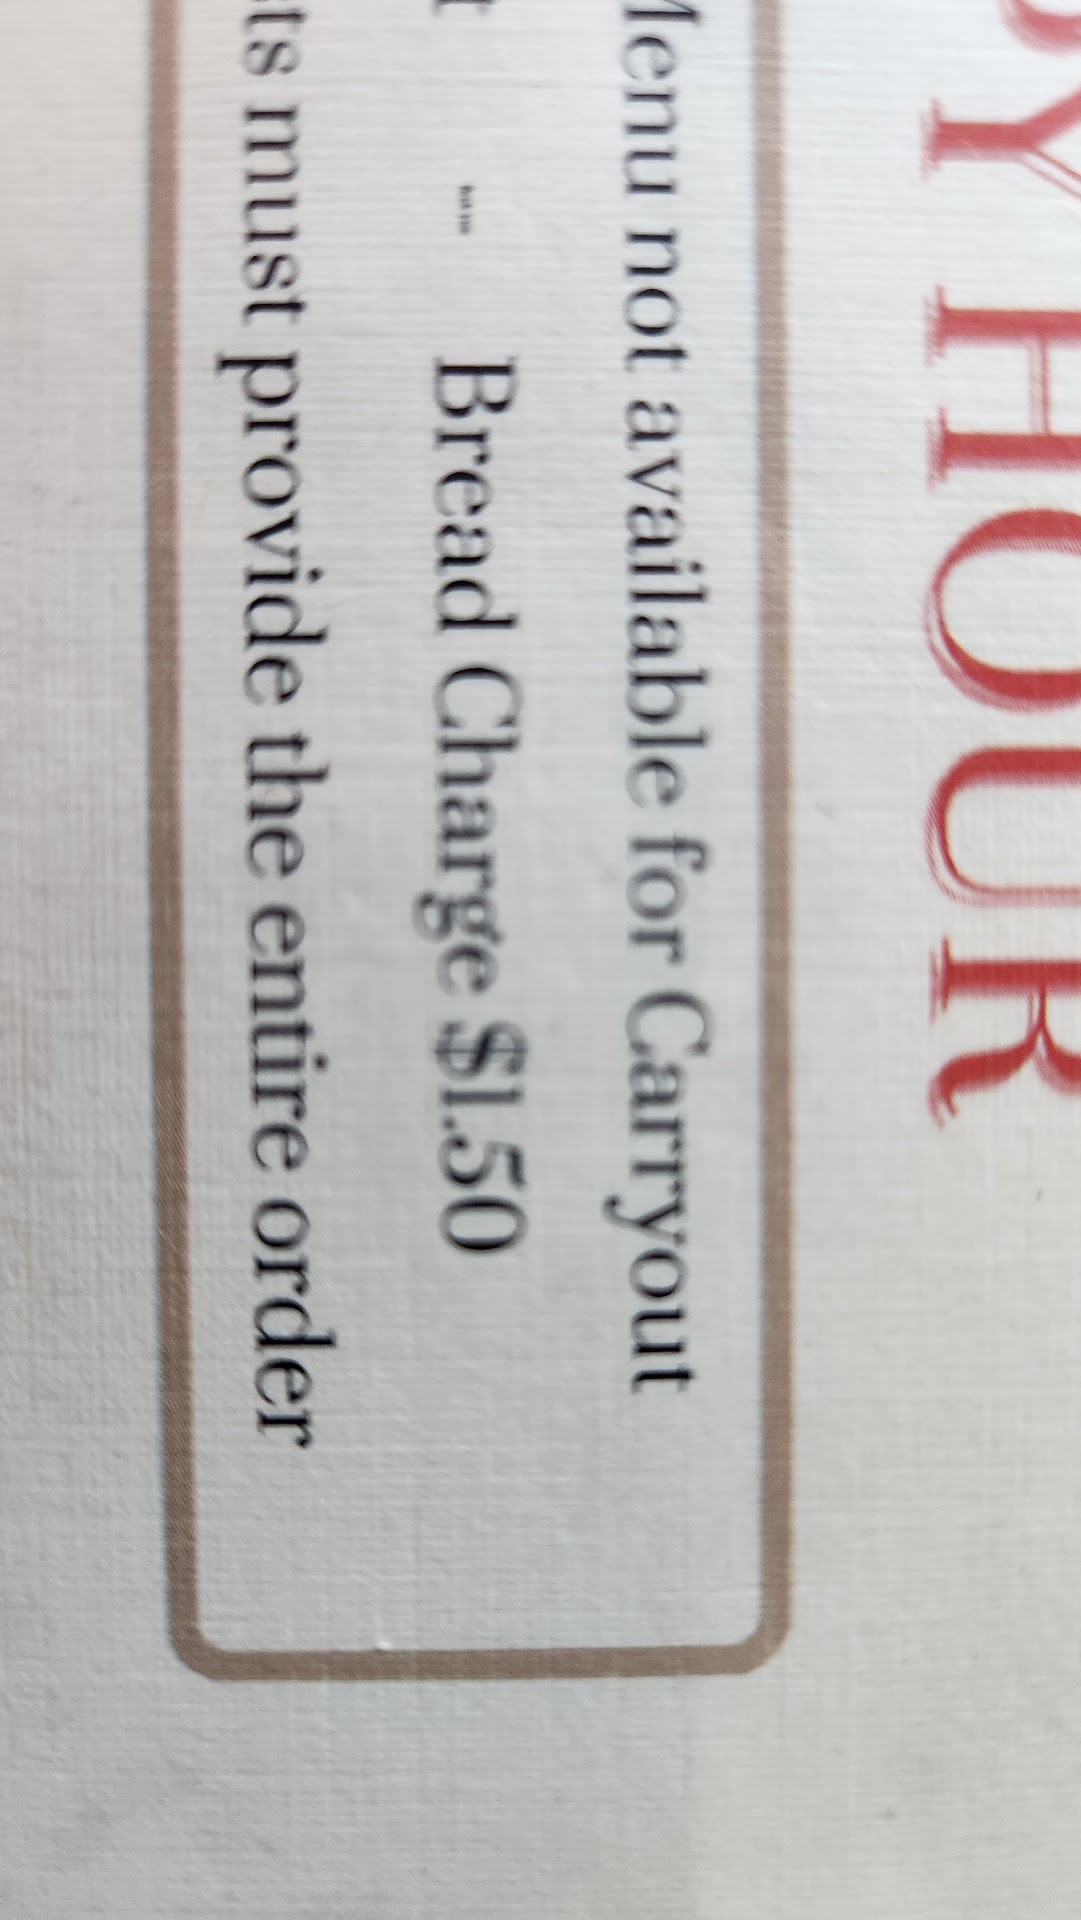 Y HOUR
Menu not available for Carryout
- Bread Charge $1.50
must provide the entire order